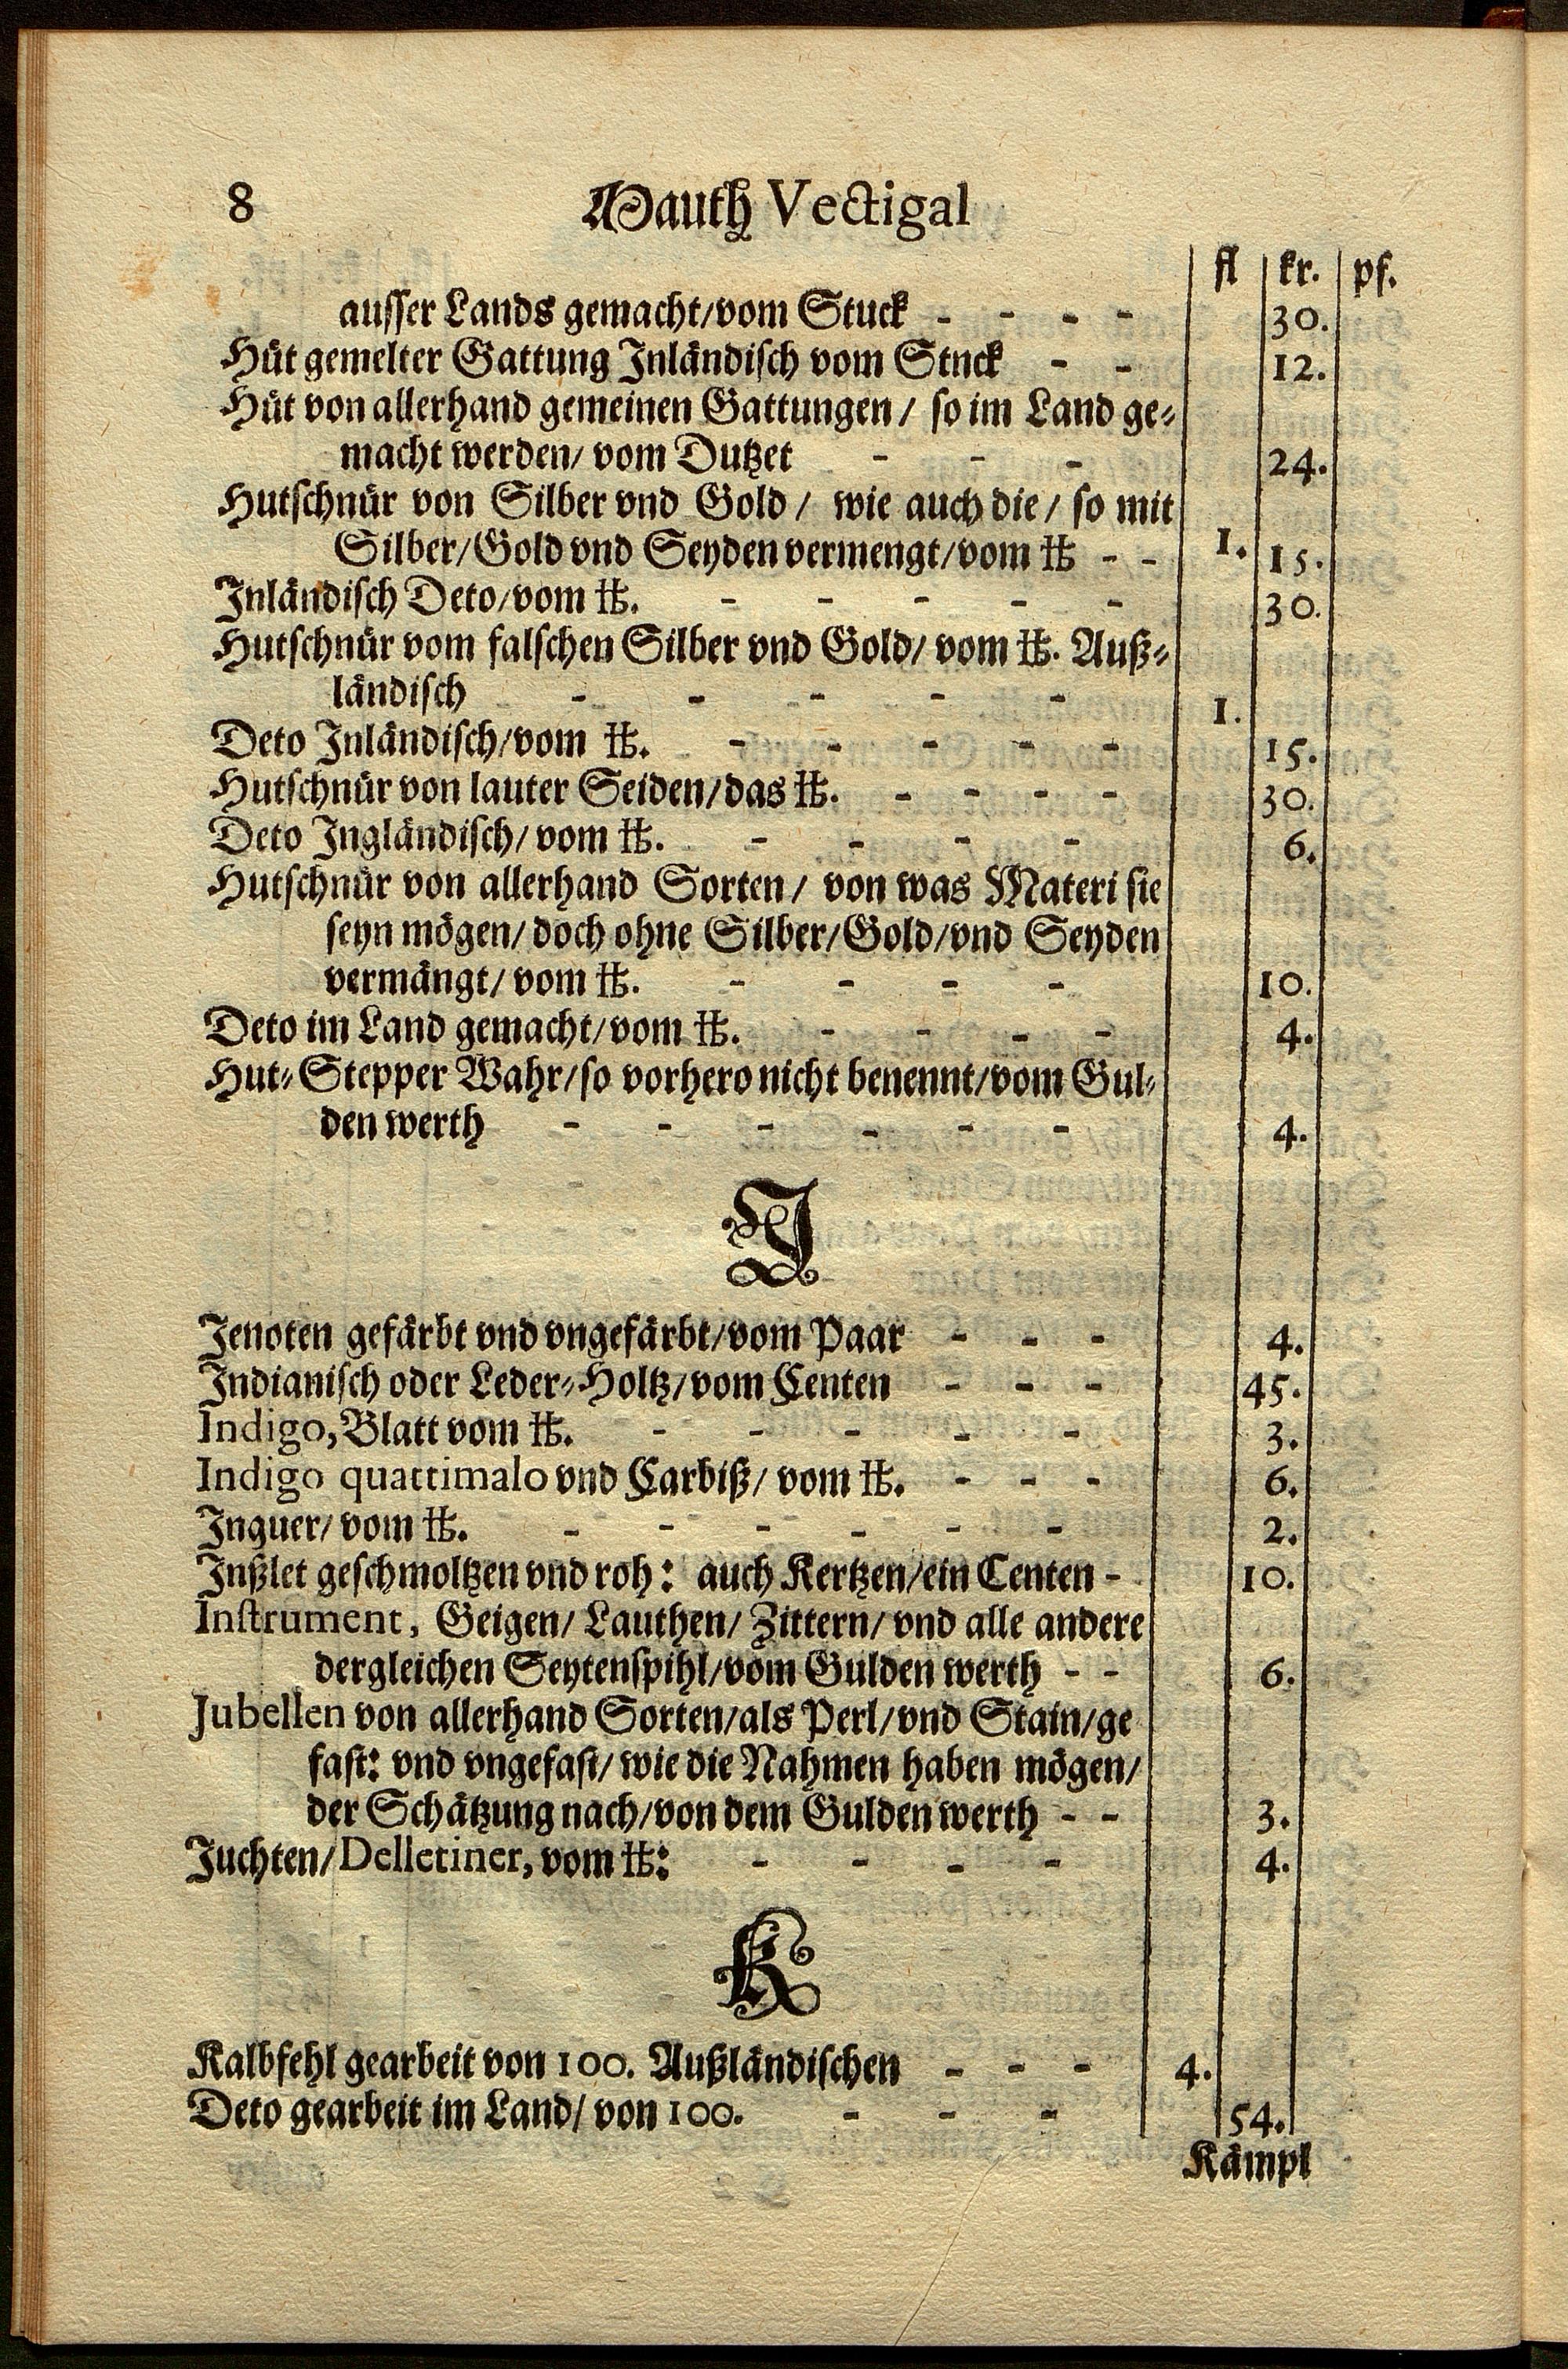 8 Mauth Vectigal
fl kr. pf.
ausser Lands gemacht/vom Stuck - - - - 30.
Hüt gemelter Gattung Inländisch vom Stnck - - 12.
Hüt von allerhand gemeinen Gattungen/ so im Land ge-
macht werden/ vom Dutzet - - - 24.
Hutschnür von Silber vnd Gold/ wie auch die/ so mit
Silber/Gold vnd Seyden vermengt/vom ℔ - - 1. 15.
Inländisch Deto/vom ℔. - - - - - 30.
Hutschnür vom falschen Silber vnd Gold/ vom ℔. Auß-
ländisch - - - - - 1.
Deto Inländisch/vom ℔. - - - - - 15.
Hutschnür von lauter Seiden/das ℔. - - - - 30.
Deto Ingländisch/ vom ℔. - - - - 6.
Hutschnür von allerhand Sorten/ von was Materi sie
seyn mögen/ doch ohne Silber/Gold/vnd Seyden
vermängt/ vom ℔. - - - - 10.
Deto im Land gemacht/vom ℔. - - - - 4.
Hut-Stepper Wahr/so vorhero nicht benennt/vom Gul-
den werth - - - - - - 4.
J
Jenoten gefärbt vnd vngefärbt/vom Paar - - - 4.
Indianisch oder Leder-Holtz/vom Centen - - - 45.
Indigo, Blatt vom ℔. - - - - - 3.
Indigo quattimalo vnd Carbiß/ vom ℔. - - - 6.
Inguer/ vom ℔. - - - - - - 2.
Inßlet geschmoltzen vnd roh: auch Kertzen/ein Centen - 10.
Instrument, Geigen/ Lauthen/ Zittern/ vnd alle andere
dergleichen Seytenspihl/vom Gulden werth - - 6.
Jubellen von allerhand Sorten/als Perl/vnd Stain/ge
fast: vnd vngefast/ wie die Nahmen haben mögen/
der Schätzung nach/von dem Gulden werth - - 3.
Juchten/Delletiner, vom ℔: - - - - 4.
K
Kalbfehl gearbeit von 100. Außländischen - - - 4.
Deto gearbeit im Land/ von 100. - - - 54.
Kämpl